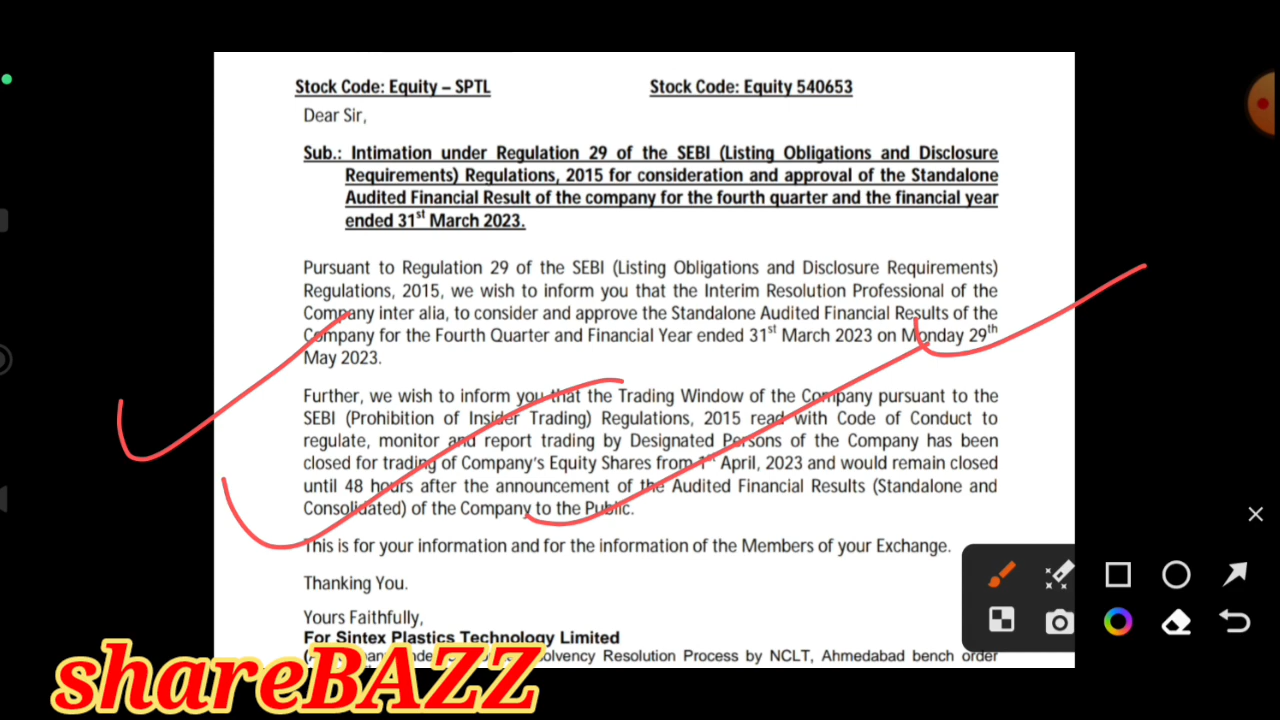 Stock Code: Equity – SPTL Stock Code: Equity 540653
Dear Sir,
Sub.: Intimation under Regulation 29 of the SEBI (Listing Obligations and Disclosure
Requirements) Regulations, 2015 for consideration and approval of the Standalone
Audited Financial Result of the company for the fourth quarter and the financial year
ended 31st March 2023.
Pursuant to Regulation 29 of the SEBI (Listing Obligations and Disclosure Requirements)
Regulations, 2015, we wish to inform you that the Interim Resolution Professional of the
Company inter alia, to consider and approve the Standalone Audited Financial Results of the
Company for the Fourth Quarter and Financial Year ended 31st March 2023 on Monday 29th
May 2023.
Further, we wish to inform you that the Trading Window of the Company pursuant to the
SEBI (Prohibition of Insider Trading) Regulations, 2015 read with Code of Conduct to
regulate, monitor and report trading by Designated Persons of the Company has been
closed for trading of Company's Equity Shares from 1st April, 2023 and would remain closed
until 48 hours after the announcement of the Audited Financial Results (Standalone and
Consolidated) of the Company to the Public.
This is for your information and for the information of the Members of your Exchange.
Thanking You.
Yours Faithfully,
For Sintex Plastics Technology Limited
Resolution Process by NCLT, Ahmedabad bench order
shareBAZZ